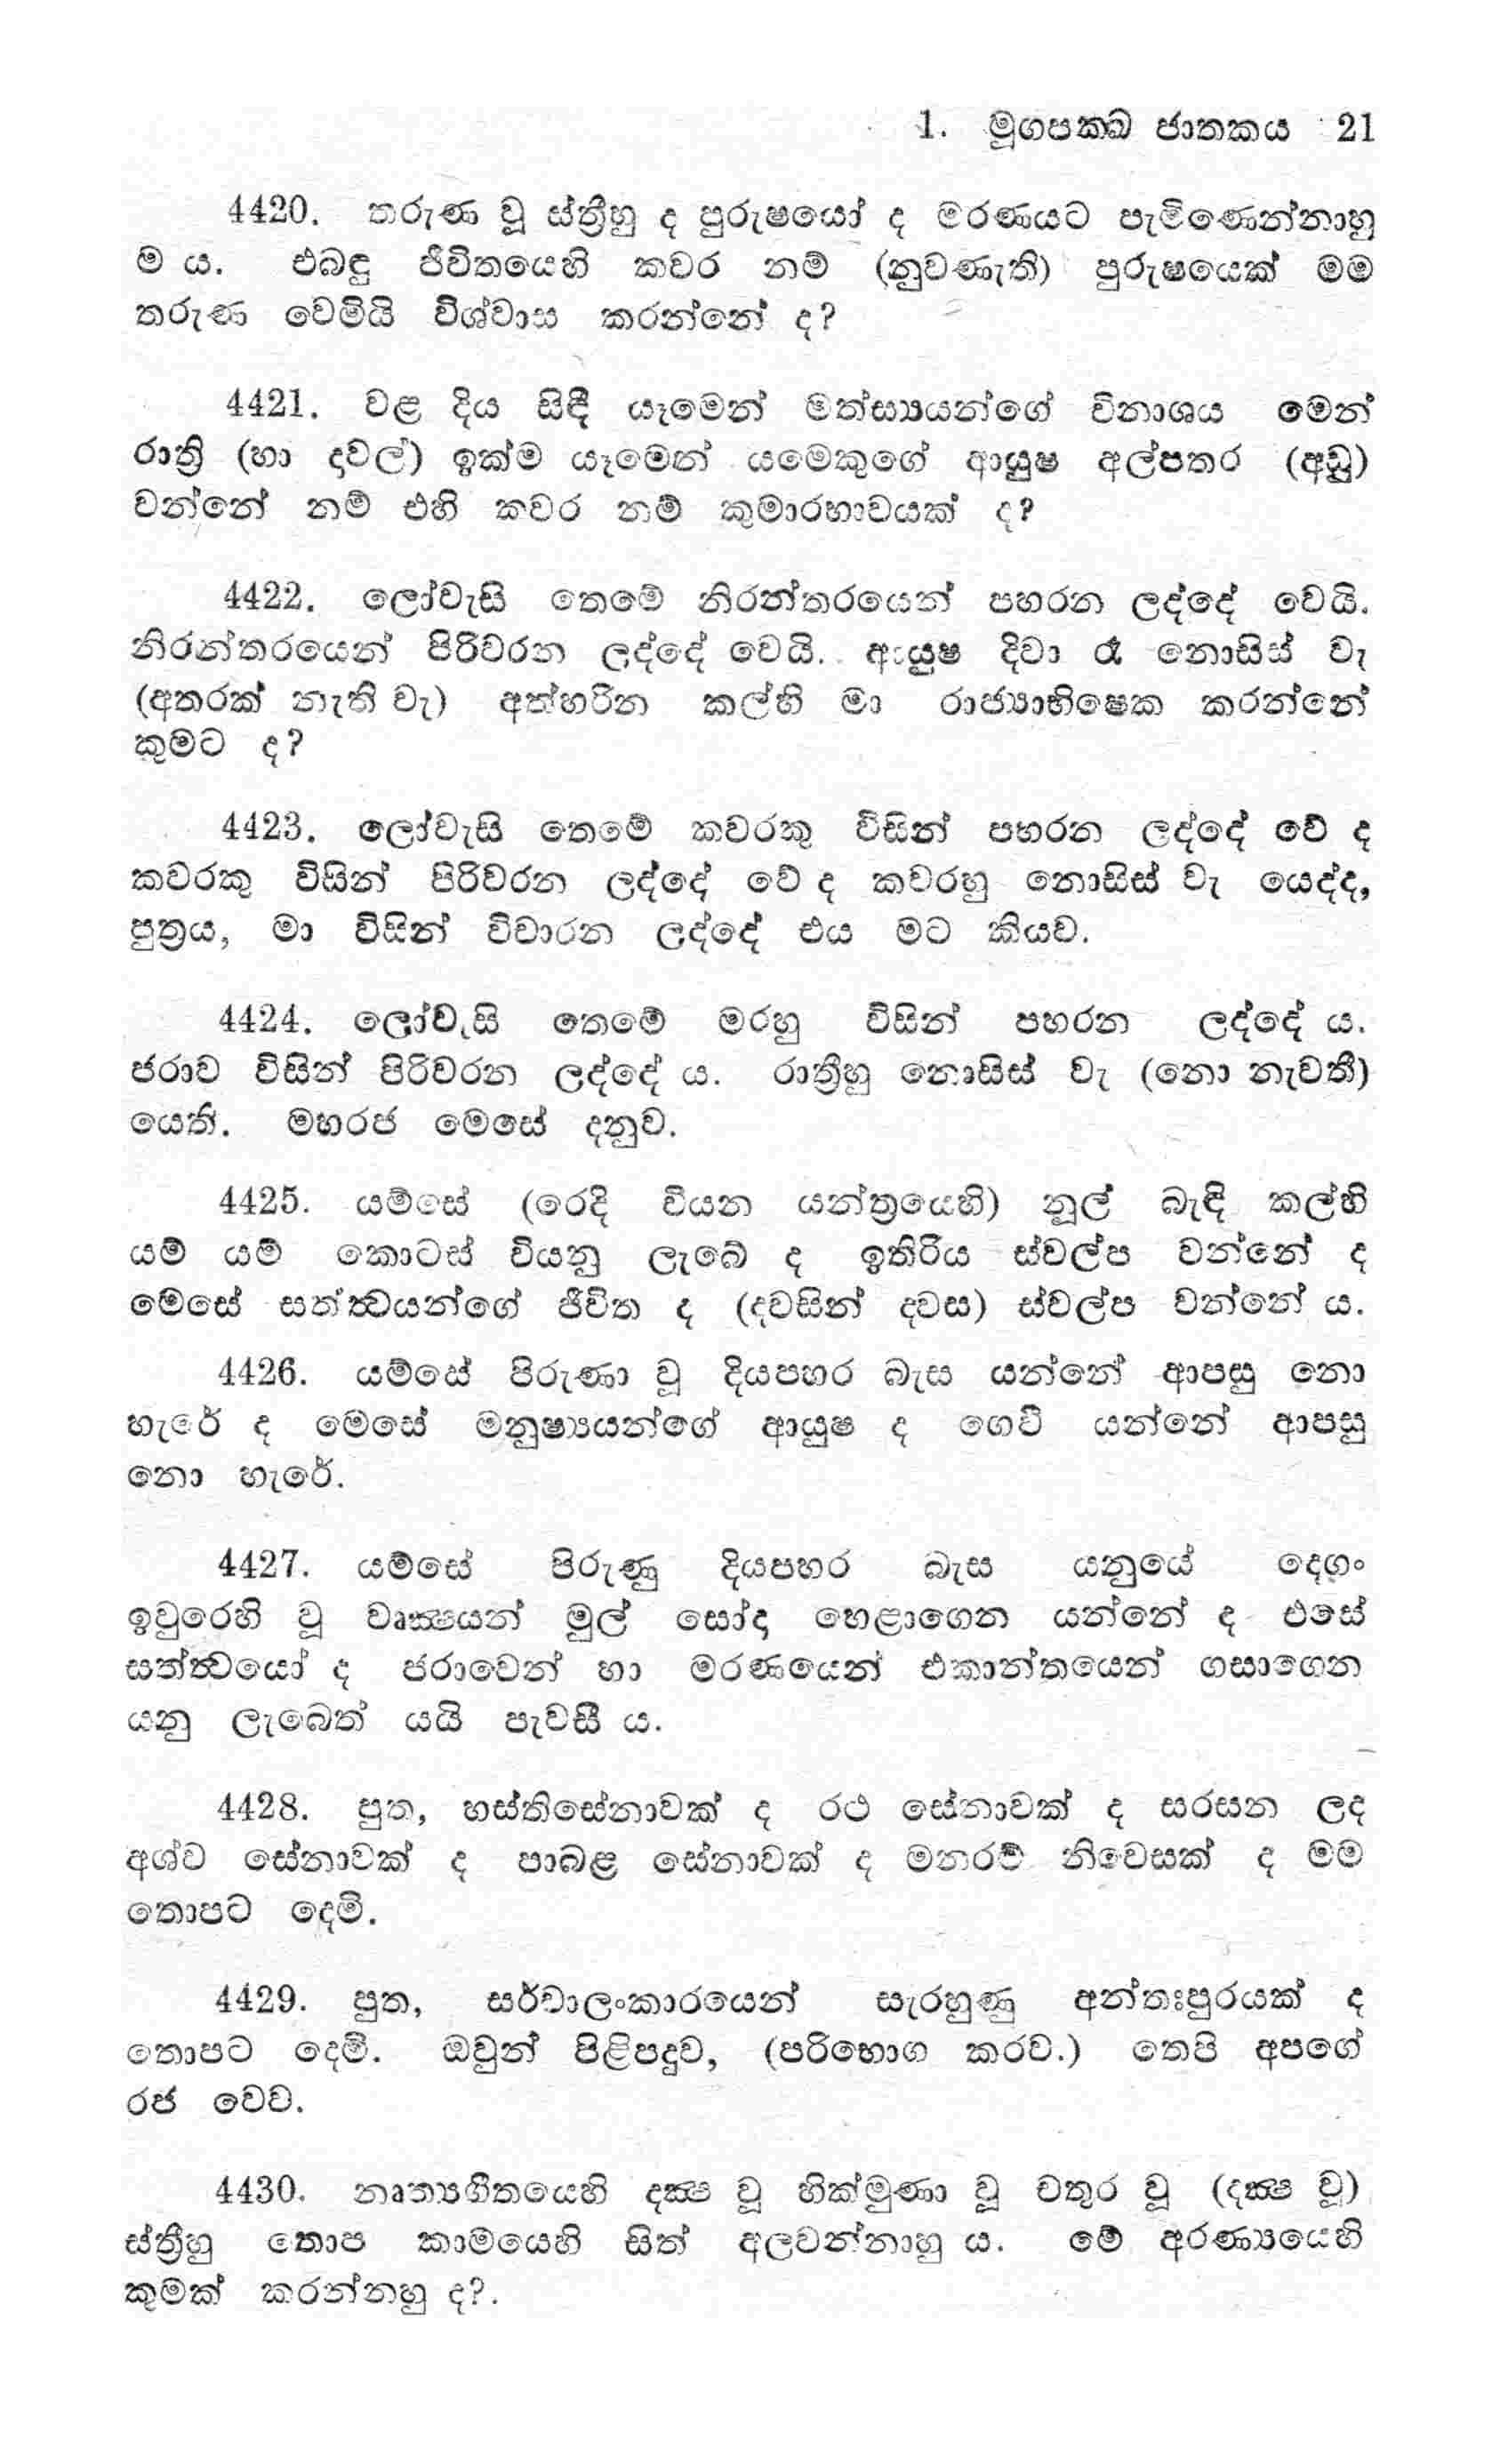 1. මූගපක්ඛ ජාතකය 21
4420. තරුණ වූ ස්ත්‍රීහු ද පුරුෂයෝ ද මරණයට පැමිණෙන්නාහු
ම ය. එබඳු ජීවිතයෙහි කවර නම් (නුවණැති) පුරුෂයෙක් මම
තරුණ වෙමියි විශ්වාස කරන්නේ ද?
4421. වළ දිය සිඳී යෑමෙන් මත්ස්‍යයන්ගේ විනාශය මෙන්
රාත්‍රි (හා දාවල්) ඉක්ම යෑමෙන් යමෙකුගේ ආයුෂ අල්පතර (අඩු)
වන්නේ නම් එහි කවර නම් කුමාරභාවයක් ද?
4422. ලෝවැසි තෙමේ නිරන්තරයෙන් පහරන ලද්දේ වෙයි.
නිරන්තරයෙන් පිරිවරන ලද්දේ වෙයි. ආයුෂ දිවා රෑ නොසිස් වැ
(අතරක් නැති වැ) අත්හරින කල්හි මා රාජ්‍යාභිෂෙක කරන්නේ
කුමට ද?
4423. ලෝවැසි තෙමේ කවරකු විසින් පහරන ලද්දේ වේ ද
කවරකු විසින් පිරිවරන ලද්දේ වේ ද කවරහු නොසිස් වැ යෙද්ද,
පුත්‍රය, මා විසින් විචාරන ලද්දේ එය මට කියව.
4424. ලෝවැසි තෙමේ මරහු විසින් පහරන ලද්දේ ය.
ජරාව විසින් පිරිවරන ලද්දේ ය. රාත්‍රීහු නොසිස් වැ (නො නැවතී)
යෙති. මහරජ මෙසේ දනුව.
4425. යම්සේ (රෙදි වියන යන්ත්‍රයෙහි) නූල් බැඳි කල්හි
යම් යම් කොටස් වියනු ලැබේ ද ඉතිරිය ස්වල්ප වන්නේ ද
මෙසේ සත්ත්‍වයන්ගේ ජීවිත ද (දවසින් දවස) ස්වල්ප වන්නේ ය.
4426. යම්සේ පිරුණා වූ දියපහර බැස යන්නේ ආපසු නො
හැරේ ද මෙසේ මනුෂ්‍යයන්ගේ ආයුෂ ද ගෙවී යන්නේ ආපසු
නො හැරේ.
4427. යම්සේ පිරුණු දියපහර බැස යනුයේ දෙගං
ඉවුරෙහි වූ වෘක්‍ෂයන් මුල් සෝදා හෙළාගෙන යන්නේ ද එසේ
සත්ත්‍වයෝ ද ජරාවෙන් හා මරණයෙන් එකාන්තයෙන් ගසාගෙන
යනු ලැබෙත් යයි පැවසී ය.
4428. පුත, හස්තිසේනාවක් ද රථ සේනාවක් ද සරසන ලද
අශ්ව සේනාවක් ද පාබළ සේනාවක් ද මනරම් නිවෙසක් ද මම
තොපට දෙමි.
4429. පුත, සර්වාලංකාරයෙන් සැරහුණු අන්තඃපුරයක් ද
තොපට දෙමි. ඔවුන් පිළිපදුව, (පරිභොග කරව.) තෙපි අපගේ
රජ වෙව.
4430. නෘත්‍යගීතයෙහි දක්‍ෂ වූ හික්මුණා වූ චතුර වූ (දක්‍ෂ වූ)
ස්ත්‍රීහු තොප කාමයෙහි සිත් අලවන්නාහු ය. මේ අරණ්‍යයෙහි
කුමක් කරන්නහු ද?.